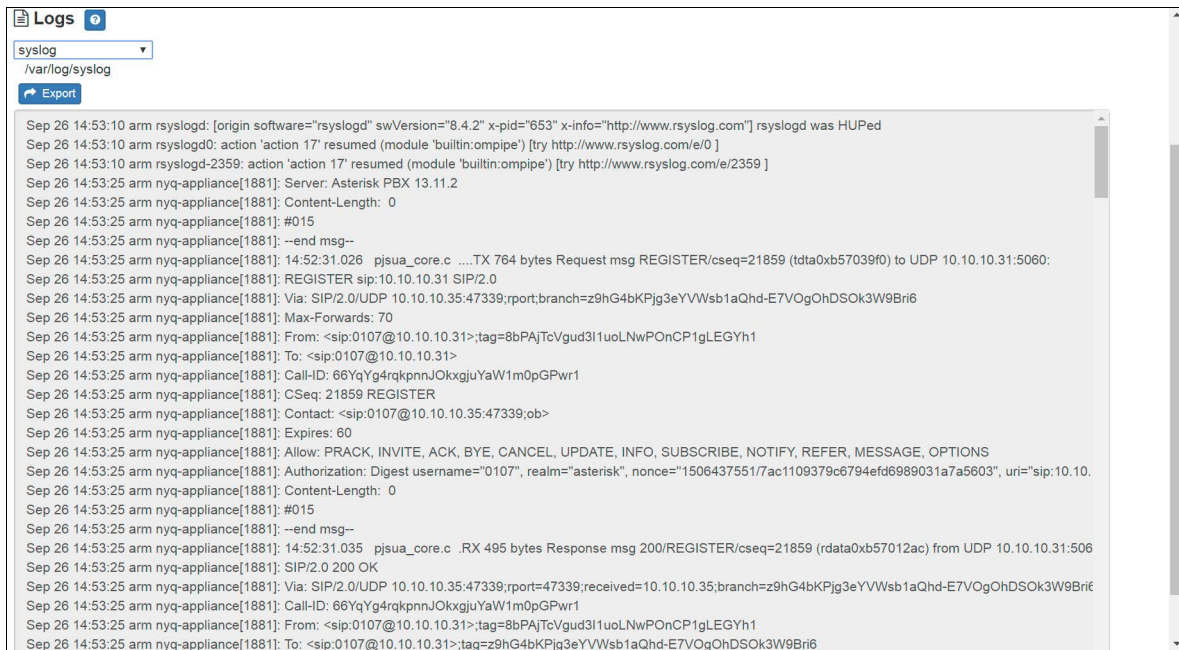 Logs
syslog
/var/log/syslog
Export
Sep 26 14:53:10 arm rsyslogd: [origin software="rsyslogd" swVersion="8.4.2" x-pid="653" x-info="http://www.rsyslog.com"] rsyslogd was HUPed
Sep 26 14:53:10 arm rsyslogd0: action 'action 17' resumed (module 'builtin:ompipe') [try http://www.rsyslog.com/e/0 ]
Sep 26 14:53:10 arm rsyslogd-2359: action 'action 17' resumed (module 'builtin:ompipe') [try http://www.rsyslog.com/e/2359 ]
Sep 26 14:53:25 arm nyq-appliance[1881]: Server: Asterisk PBX 13.11.2
Sep 26 14:53:25 arm nyq-appliance[1881]: Content-Length:  0
Sep 26 14:53:25 arm nyq-appliance[1881]: #015
Sep 26 14:53:25 arm nyq-appliance[1881]: --end msg--
Sep 26 14:53:25 arm nyq-appliance[1881]: 14:52:31.026   pjsua_core.c  ....TX 764 bytes Request msg REGISTER/cseq=21859 (tdta0xb57039f0) to UDP 10.10.10.31:5060:
Sep 26 14:53:25 arm nyq-appliance[1881]: REGISTER sip:10.10.10.31 SIP/2.0
Sep 26 14:53:25 arm nyq-appliance[1881]: Via: SIP/2.0/UDP 10.10.10.35:47339;rport;branch=z9hG4bKPjg3eYVWsb1aQhd-E7VOgOhDSOk3W9Bri6
Sep 26 14:53:25 arm nyq-appliance[1881]: Max-Forwards: 70
Sep 26 14:53:25 arm nyq-appliance[1881]: From: <sip:0107@10.10.10.31>;tag=8bPAjTcVgud3I1uoLNwPOnCP1gLEGYh1
Sep 26 14:53:25 arm nyq-appliance[1881]: To: <sip:0107@10.10.10.31>
Sep 26 14:53:25 arm nyq-appliance[1881]: Call-ID: 66YqYg4rqkpnnJOkxgjuYaW1m0pGPwr1
Sep 26 14:53:25 arm nyq-appliance[1881]: CSeq: 21859 REGISTER
Sep 26 14:53:25 arm nyq-appliance[1881]: Contact: <sip:0107@10.10.10.35:47339;ob>
Sep 26 14:53:25 arm nyq-appliance[1881]: Expires: 60
Sep 26 14:53:25 arm nyq-appliance[1881]: Allow: PRACK, INVITE, ACK, BYE, CANCEL, UPDATE, INFO, SUBSCRIBE, NOTIFY, REFER, MESSAGE, OPTIONS
Sep 26 14:53:25 arm nyq-appliance[1881]: Authorization: Digest username="0107", realm="asterisk", nonce="1506437551/7ac1109379c6794efd6989031a7a5603", uri="sip:10.10.
Sep 26 14:53:25 arm nyq-appliance[1881]: Content-Length:  0
Sep 26 14:53:25 arm nyq-appliance[1881]: #015
Sep 26 14:53:25 arm nyq-appliance[1881]: --end msg--
Sep 26 14:53:25 arm nyq-appliance[1881]: 14:52:31.035   pjsua_core.c  .RX 495 bytes Response msg 200/REGISTER/cseq=21859 (rdata0xb57012ac) from UDP 10.10.10.31:506
Sep 26 14:53:25 arm nyq-appliance[1881]: SIP/2.0 200 OK
Sep 26 14:53:25 arm nyq-appliance[1881]: Via: SIP/2.0/UDP 10.10.10.35:47339;rport=47339;received=10.10.10.35;branch=z9hG4bKPjg3eYVWsb1aQhd-E7VOgOhDSOk3W9Bri6
Sep 26 14:53:25 arm nyq-appliance[1881]: Call-ID: 66YqYg4rqkpnnJOkxgjuYaW1m0pGPwr1
Sep 26 14:53:25 arm nyq-appliance[1881]: From: <sip:0107@10.10.10.31>;tag=8bPAjTcVgud3I1uoLNwPOnCP1gLEGYh1
Sep 26 14:53:25 arm nyq-appliance[1881]: To: <sip:0107@10.10.10.31>;tag=z9hG4bKPjg3eYVWsb1aQhd-E7VOgOhDSOk3W9Bri6